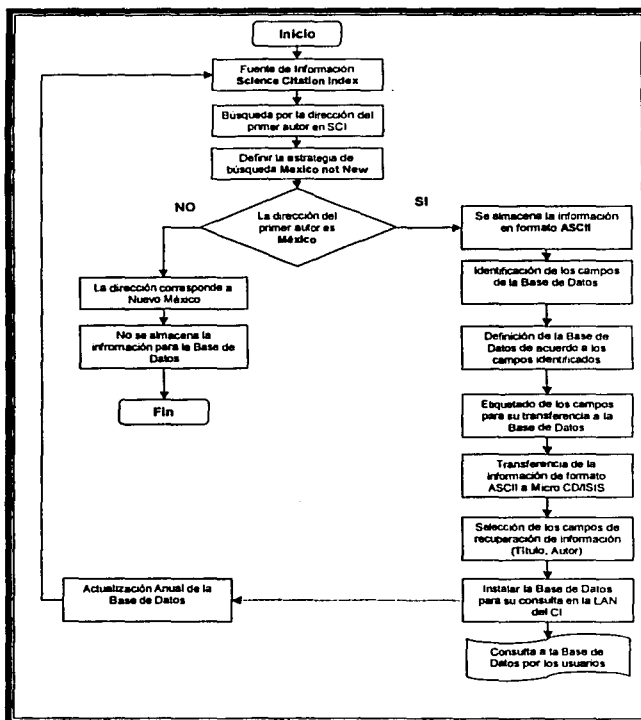 Inicio
Fuente de Información
Science Citation Index
Búsqueda por la dirección del
primer autor en SCI
Definir la estrategia de
búsqueda Mexico not New
NO
La dirección del
primer autor es
México
SI
La dirección corresponde a
Nuevo México
No se almacena la
infromación para la Base de
Datos
Fin
Se almacena la información
en formato ASCII
Identificación de los campos
de la Base de Datos
Definición de la Base de
Datos de acuerdo a los
campos identificados
Etiquetado de los campos
para su transferencia a la
Base de Datos
Transferencia de la
información de formato
ASCII a Micro CD/ISIS
Selección de los campos de
recuperación de información
(Título, Autor)
Instalar la Base de Datos
para su consulta en la LAN
del CI
Actualización Anual de la
Base de Datos
Consulta a la Base de
Datos por los usuarios